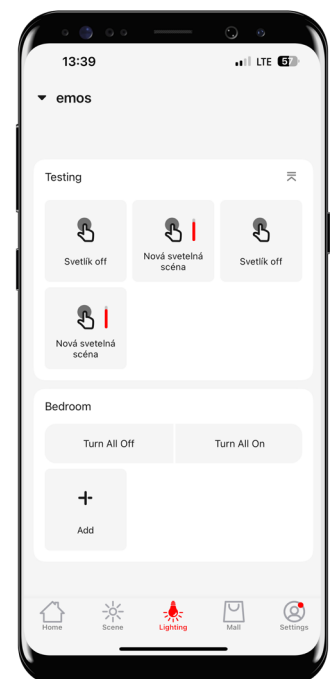 13:39
LTE 57
emos
Testing
Svetlík off
Nová svetelná
scéna
Svetlík off
Nová svetelná
scéna
Bedroom
Turn All Off
Turn All On
Add
Home
Scene
Lighting
Mall
Settings